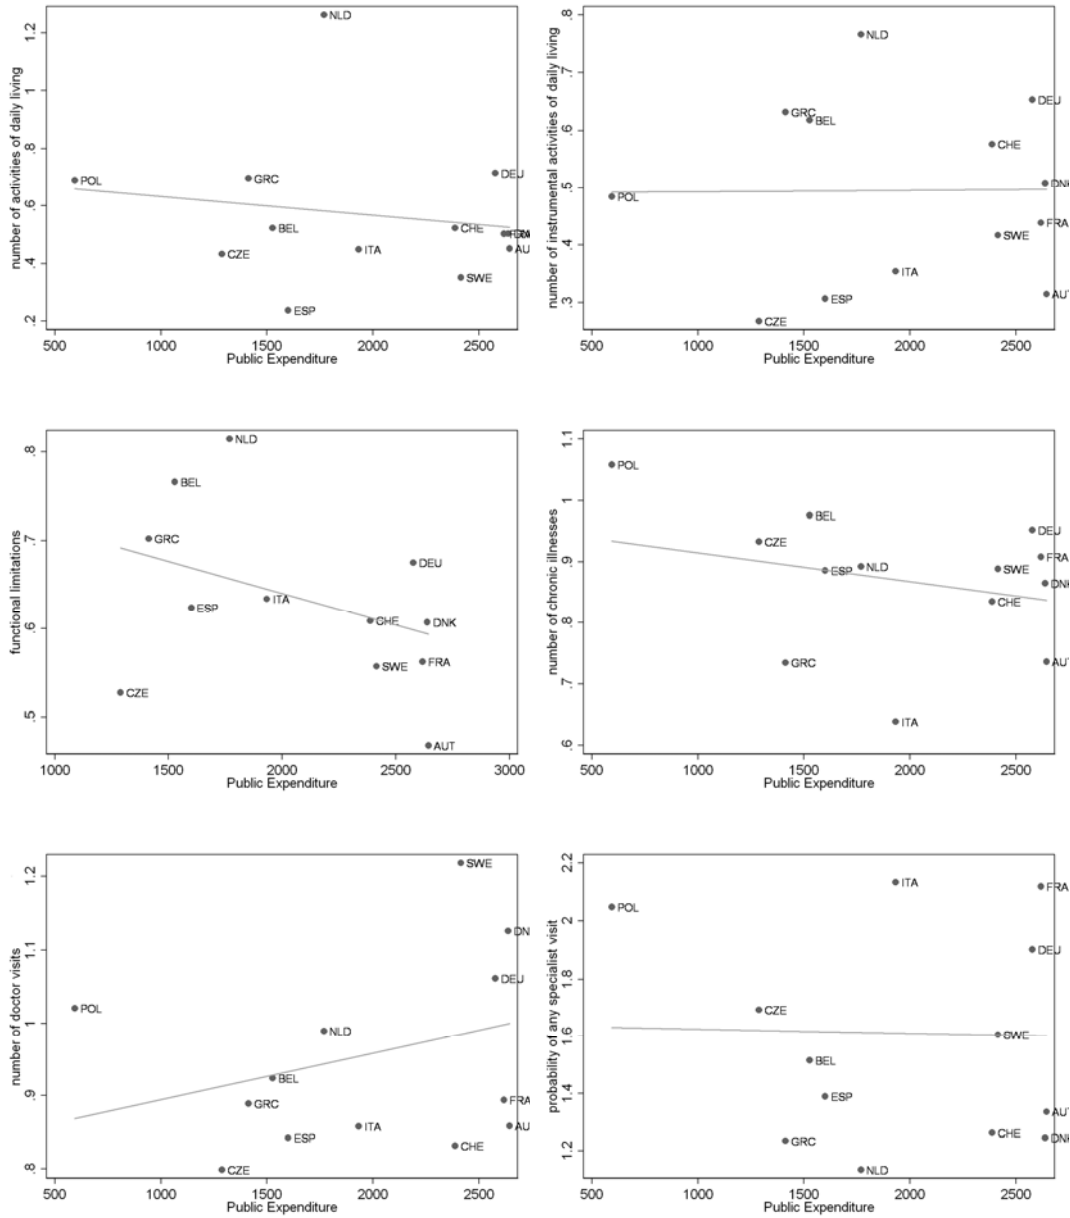 number of activities of daily living
1.2
1
.8
.6
.4
.2
NLD
POL
GRC
DEU
BEL
CHE
CZE
ITA
AU
SWE
ESP
500
1000
1500
2000
2500
Public Expenditure
number of instrumental activities of daily living
.8
.7
.6
.5
.4
.3
NLD
DEU
GRC
BEL
CHE
DNK
POL
FRA
SWE
ITA
ESP
AUT
CZE
500
1000
1500
2000
2500
Public Expenditure
functional limitations
.8
.7
.6
.5
NLD
BEL
GRC
DEU
ITA
ESP
CHE
DNK
SWE
FRA
CZE
AUT
1000
1500
2000
2500
3000
Public Expenditure
number of chronic illnesses
1.1
1
.9
.8
.7
.6
POL
BEL
DEU
CZE
FRA
ESP
NLD
SWE
DNK
CHE
GRC
AUT
ITA
500
1000
1500
2000
2500
Public Expenditure
number of doctor visits
1.2
1.1
1
.9
.8
SWE
DN
DEU
POL
NLD
BEL
GRC
FRA
ITA
AU
ESP
CHE
CZE
500
1000
1500
2000
2500
Public Expenditure
probability of any specialist visit
2.2
2
1.8
1.6
1.4
1.2
ITA
FRA
POL
DEU
CZE
SWE
BEL
ESP
AUT
CHE
DNK
GRC
NLD
500
1000
1500
2000
2500
Public Expenditure